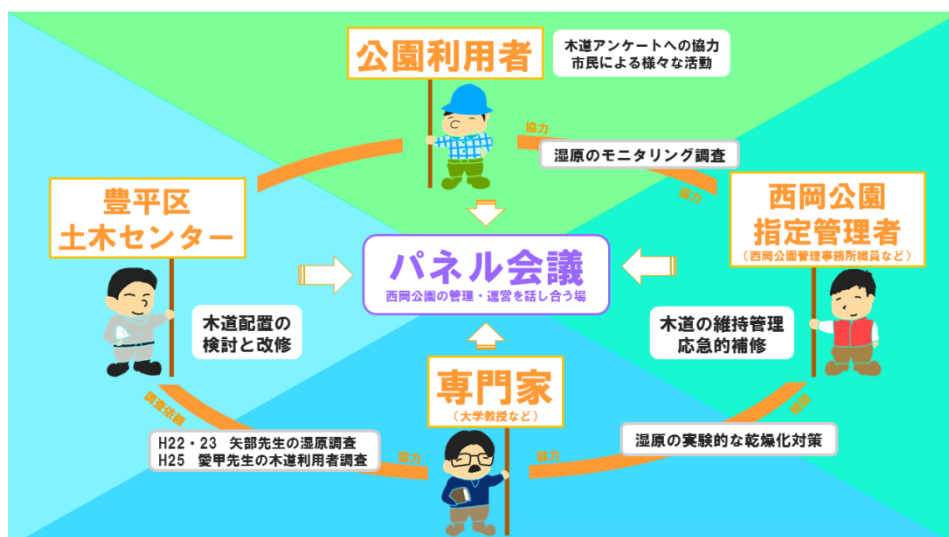 公園利用者
木道アンケートへの協力
市民による様々な活動
協力
湿原のモニタリング調査
協力
豊平区
土木センター
西岡公園
指定管理者
(西岡公園管理事務所職員など)
パネル会議
西岡公園の管理・運営を話し合う場
木道配置の
検討と改修
木道の維持管理
応急的補修
専門家
(大学教授など)
調査依頼
H22・23 矢部先生の湿原調査
H25 愛甲先生の木道利用者調査
協力
協力
湿原の実験的な乾燥化対策